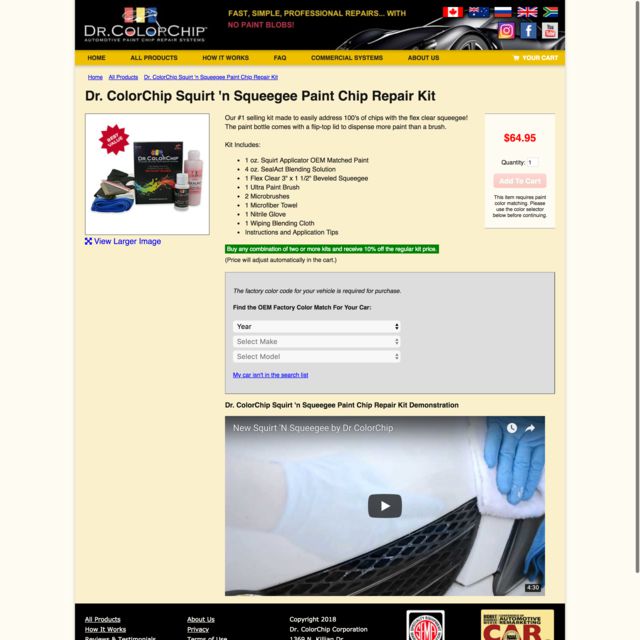 DR. COLORCHIP
AUTOMOTIVE PAINT CHIP REPAIR SYSTEMS
FAST, SIMPLE, PROFESSIONAL REPAIRS... WITH
NO PAINT BLOBS!
HOME ALL PRODUCTS HOW IT WORKS FAQ COMMERCIAL SYSTEMS ABOUT US YOUR CART
Home All Products Dr. ColorChip Squirt 'n Squeegee Paint Chip Repair Kit
Dr. ColorChip Squirt 'n Squeegee Paint Chip Repair Kit
BEST VALUE
DR. COLORCHIP
View Larger Image
Our #1 selling kit made to easily address 100's of chips with the flex clear squeegee!
The paint bottle comes with a flip-top lid to dispense more paint than a brush.
Kit Includes:
• 1 oz. Squirt Applicator OEM Matched Paint
• 4 oz. SealAct Blending Solution
• 1 Flex Clear 3" x 1 1/2" Beveled Squeegee
• 1 Ultra Paint Brush
• 2 Microbrushes
• 1 Microfiber Towel
• 1 Nitrile Glove
• 1 Wiping Blending Cloth
• Instructions and Application Tips
Buy any combination of two or more kits and receive 10% off the regular kit price.
(Price will adjust automatically in the cart.)
$64.95
Quantity: 1
Add To Cart
This item requires paint
color matching. Please
use the color selector
below before continuing.
The factory color code for your vehicle is required for purchase.
Find the OEM Factory Color Match For Your Car:
Year
Select Make
Select Model
My car isn't in the search list
Dr. ColorChip Squirt 'n Squeegee Paint Chip Repair Kit Demonstration
New Squirt 'N Squeegee by Dr ColorChip
4:30
All Products
How It Works
Reviews & Testimonials
About Us
Privacy
Terms of Use
Copyright 2018
Dr. ColorChip Corporation
1369 N. Killian Dr.
SEMA
AUTOMOTIVE
REMARKETING
CAR